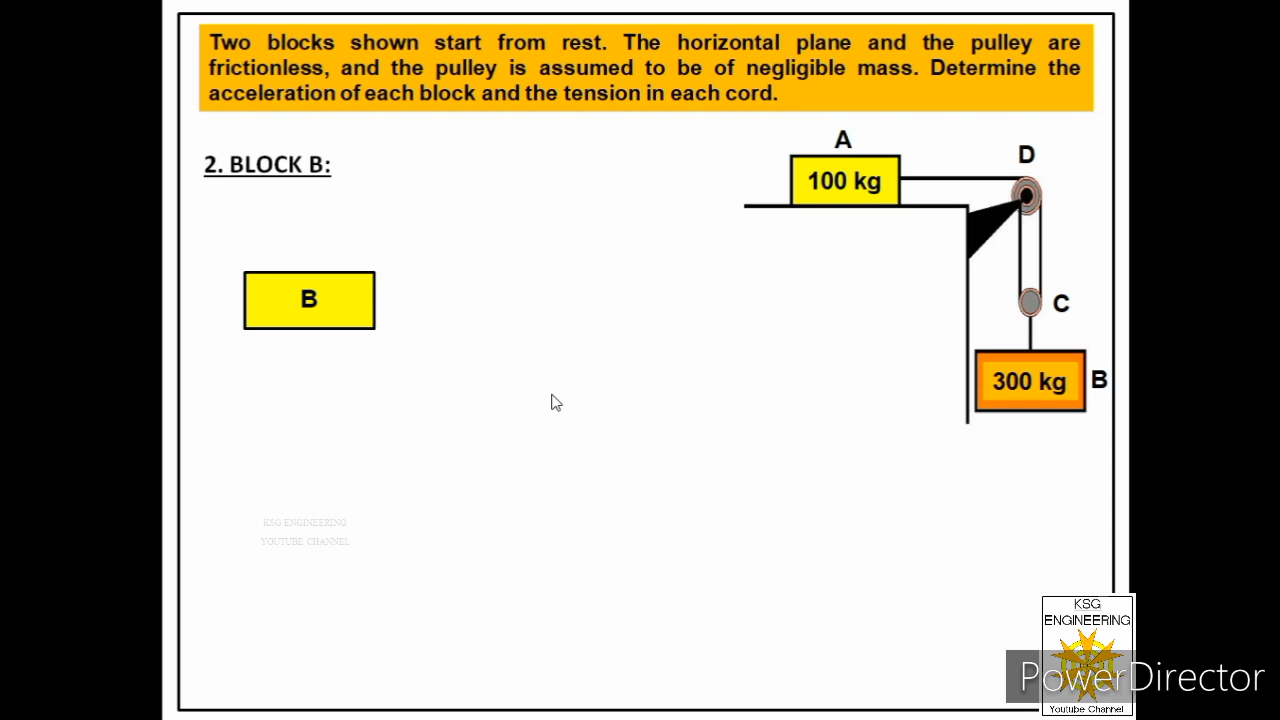 Two blocks shown start from rest. The horizontal plane and the pulley are
frictionless, and the pulley is assumed to be of negligible mass. Determine the
acceleration of each block and the tension in each cord.
2. BLOCK B:
A
100 kg
D
C
300 kg
B
B
KSG ENGINEERING
YOUTUBE CHANNEL
KSG
ENGINEERING
PowerDirector
Youtube Channel